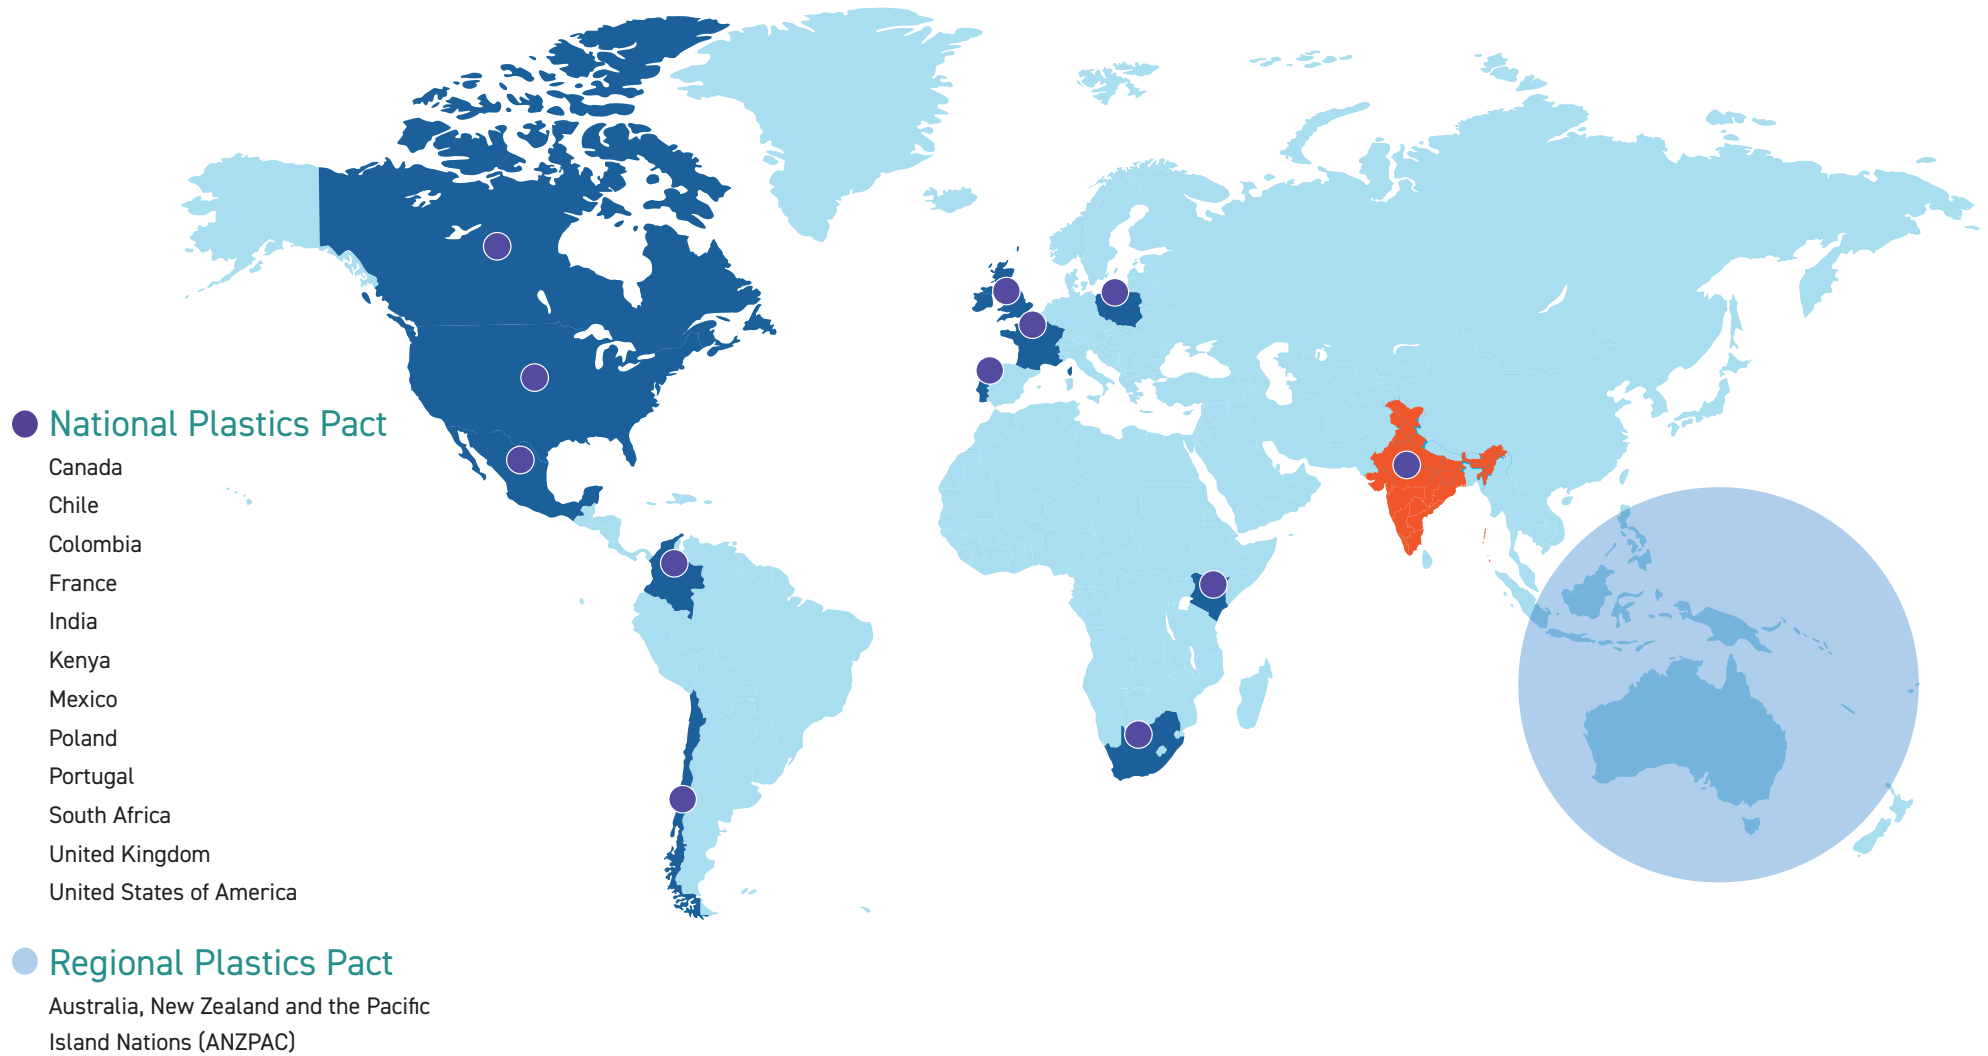 National Plastics Pact
Canada
Chile
Colombia
France
India
Kenya
Mexico
Poland
Portugal
South Africa
United Kingdom
United States of America
Regional Plastics Pact
Australia, New Zealand and the Pacific
Island Nations (ANZPAC)